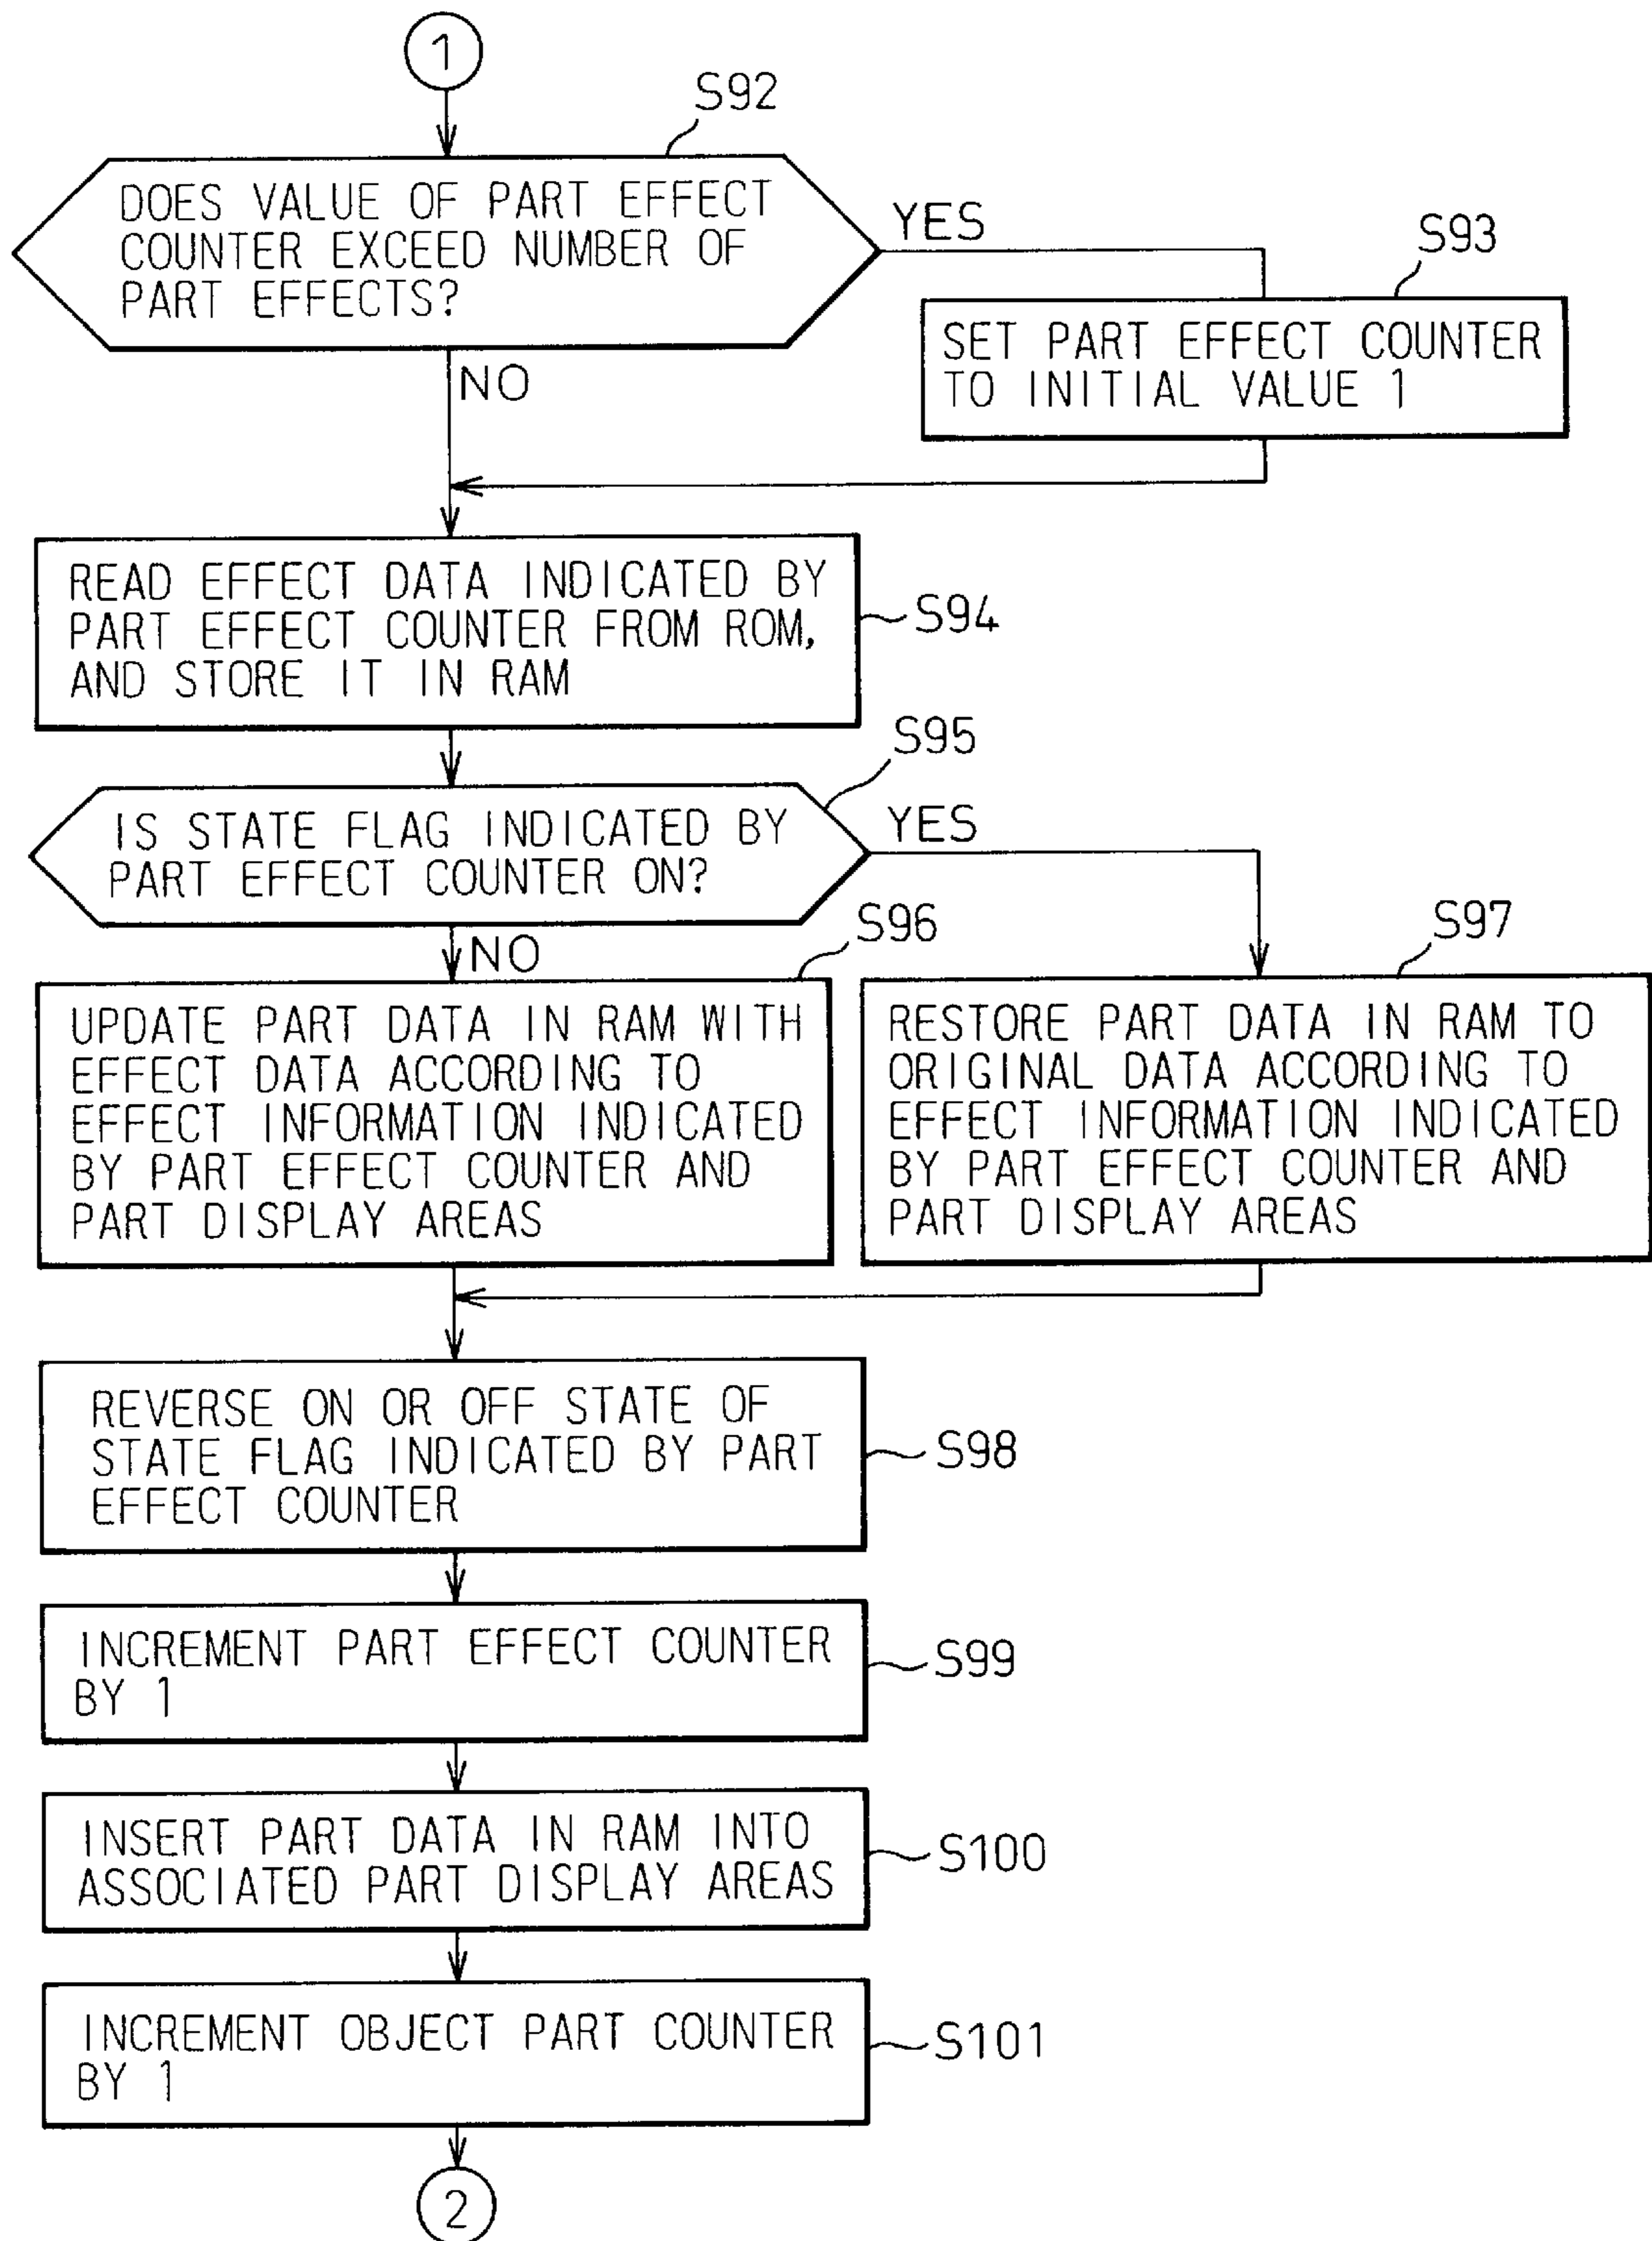 1
S92
DOES VALUE OF PART EFFECT
COUNTER EXCEED NUMBER OF
PART EFFECTS?
YES
S93
SET PART EFFECT COUNTER
TO INITIAL VALUE 1
NO
READ EFFECT DATA INDICATED BY
PART EFFECT COUNTER FROM ROM,
AND STORE IT IN RAM
S94
S95
IS STATE FLAG INDICATED BY
PART EFFECT COUNTER ON?
YES
NO
S96
UPDATE PART DATA IN RAM WITH
EFFECT DATA ACCORDING TO
EFFECT INFORMATION INDICATED
BY PART EFFECT COUNTER AND
PART DISPLAY AREAS
S97
RESTORE PART DATA IN RAM TO
ORIGINAL DATA ACCORDING TO
EFFECT INFORMATION INDICATED
BY PART EFFECT COUNTER AND
PART DISPLAY AREAS
REVERSE ON OR OFF STATE OF
STATE FLAG INDICATED BY PART
EFFECT COUNTER
S98
INCREMENT PART EFFECT COUNTER
BY 1
S99
INSERT PART DATA IN RAM INTO
ASSOCIATED PART DISPLAY AREAS
S100
INCREMENT OBJECT PART COUNTER
BY 1
S101
2